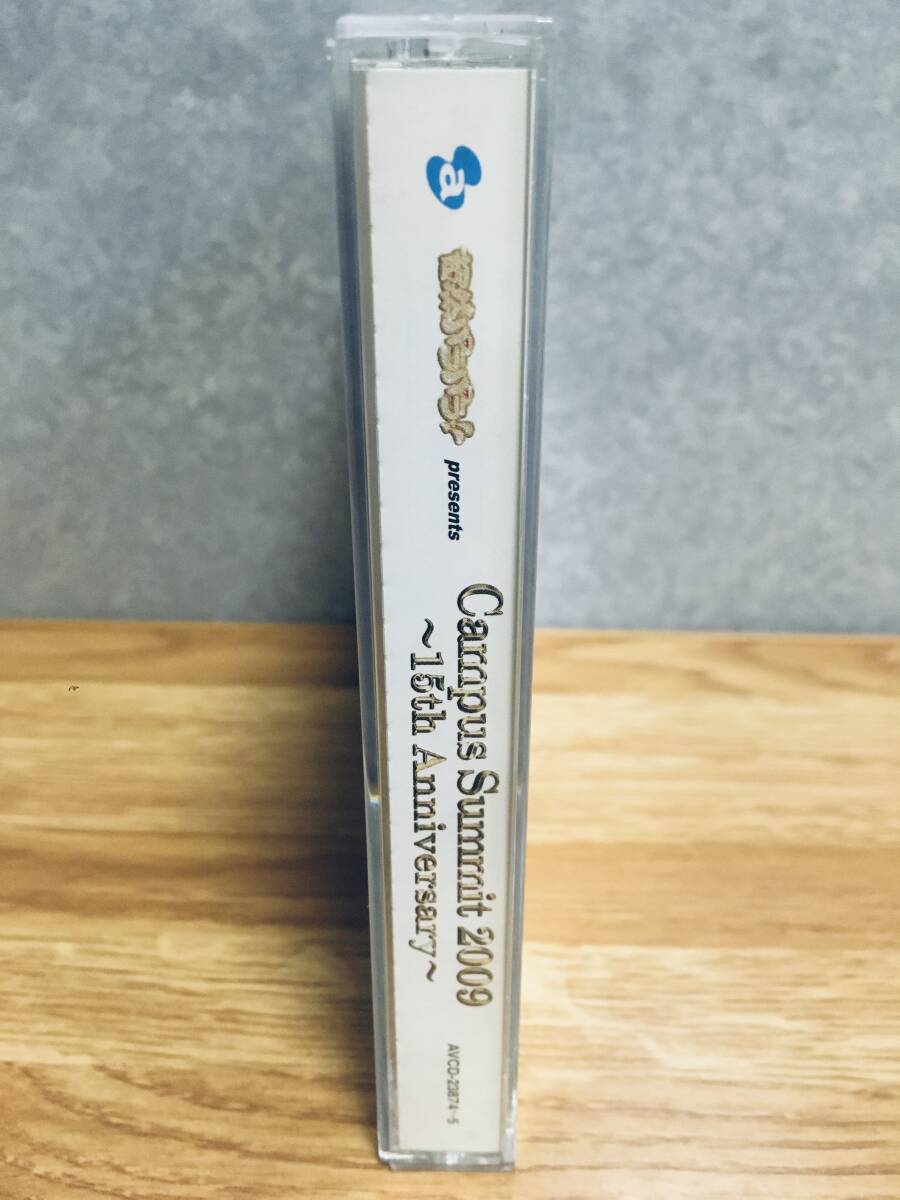 a
presents
Campus Summit 2009
~15th Anniversary~
AVCD-23874~5